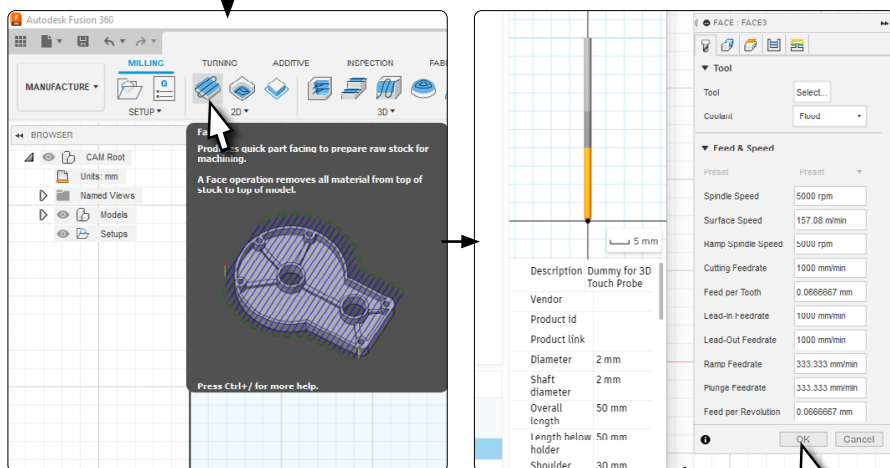 Autodesk Fusion 360
MILLING TURNING ADDITIVE INSPECTION FAB
MANUFACTURE
G
SETUP 2D 3D
BROWSER
CAM Root
Units: mm
Named Views
Models
Setups
Fa
quick part facing to prepare raw stock for
machining.
A Face operation removes all material from top of
stock to top of model.
Press Ctrl+/ for more help.
5 mm
Description Dummy for 3D
Touch Probe
Vendor
Product id
Product link
Diameter 2 mm
Shaft 2 mm
diameter
Overall 50 mm
length
Length below 50 mm
holder
Shoulder 30 mm
FACE : FACE3
Tool
Tool Select...
Coolant Flood
Feed & Speed
Preset Preset
Spindle Speed 5000 rpm
Surface Speed 157.08 m/min
Ramp Spindle Speed 5000 rpm
Cutting Feedrate 1000 mm/min
Feed per Tooth 0.0666667 mm
Lead-In Feedrate 1000 mm/min
Lead-Out Feedrate 1000 mm/min
Ramp Feedrate 333.333 mm/min
Plunge Feedrate 333.333 mm/min
Feed per Revolution 0.0666667 mm
OK Cancel